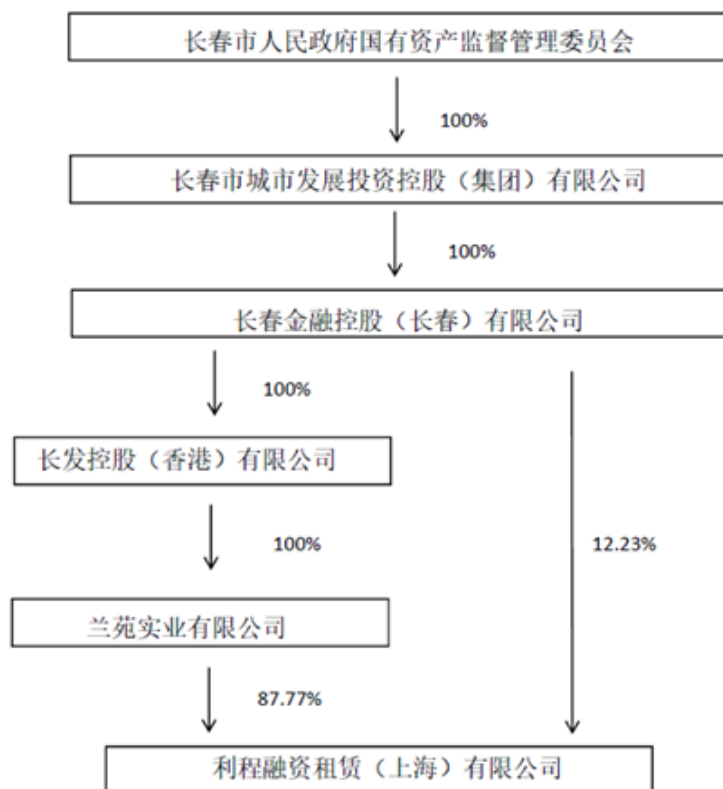 长春市人民政府国有资产监督管理委员会
100%
长春市城市发展投资控股（集团）有限公司
100%
长春金融控股（长春）有限公司
100%
长发控股（香港）有限公司
100%
12.23%
兰苑实业有限公司
87.77%
利程融资租赁（上海）有限公司